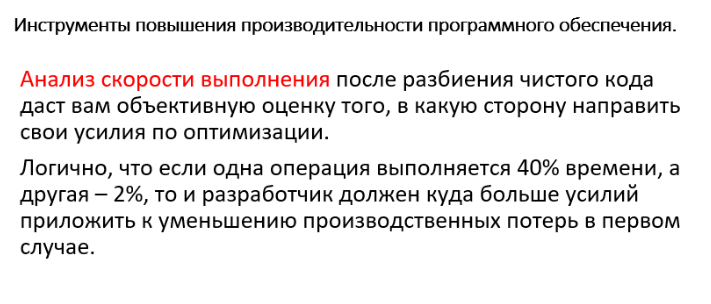 Инструменты повышения производительности программного обеспечения.
Анализ скорости выполнения после разбиения чистого кода
даст вам объективную оценку того, в какую сторону направить
свои усилия по оптимизации.
Логично, что если одна операция выполняется 40% времени, а
другая – 2%, то и разработчик должен куда больше усилий
приложить к уменьшению производственных потерь в первом
случае.